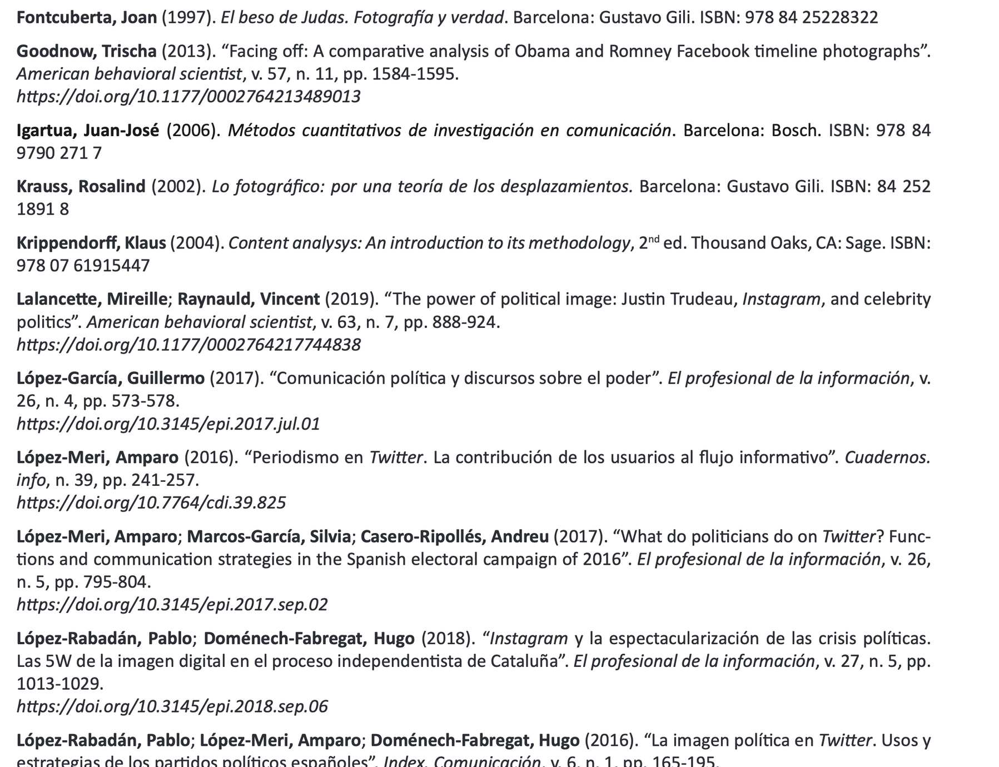 Fontcuberta, Joan (1997). El beso de Judas. Fotografía y verdad. Barcelona: Gustavo Gili. ISBN: 978 84 25228322
Goodnow, Trischa (2013). “Facing off: A comparative analysis of Obama and Romney Facebook timeline photographs”.
American behavioral scientist, v. 57, n. 11, pp. 1584-1595.
https://doi.org/10.1177/0002764213489013
Igartua, Juan-José (2006). Métodos cuantitativos de investigación en comunicación. Barcelona: Bosch. ISBN: 978 84
9790 271 7
Krauss, Rosalind (2002). Lo fotográfico: por una teoría de los desplazamientos. Barcelona: Gustavo Gili. ISBN: 84 252
1891 8
Krippendorff, Klaus (2004). Content analysys: An introduction to its methodology, 2nd ed. Thousand Oaks, CA: Sage. ISBN:
978 07 61915447
Lalancette, Mireille; Raynauld, Vincent (2019). “The power of political image: Justin Trudeau, Instagram, and celebrity
politics”. American behavioral scientist, v. 63, n. 7, pp. 888-924.
https://doi.org/10.1177/0002764217744838
López-García, Guillermo (2017). “Comunicación política y discursos sobre el poder”. El profesional de la información, v.
26, n. 4, pp. 573-578.
https://doi.org/10.3145/epi.2017.jul.01
López-Meri, Amparo (2016). “Periodismo en Twitter. La contribución de los usuarios al flujo informativo”. Cuadernos.
info, n. 39, pp. 241-257.
https://doi.org/10.7764/cdi.39.825
López-Meri, Amparo; Marcos-García, Silvia; Casero-Ripollés, Andreu (2017). “What do politicians do on Twitter? Func-
tions and communication strategies in the Spanish electoral campaign of 2016”. El profesional de la información, v. 26,
n. 5, pp. 795-804.
https://doi.org/10.3145/epi.2017.sep.02
López-Rabadán, Pablo; Doménech-Fabregat, Hugo (2018). “Instagram y la espectacularización de las crisis políticas.
Las 5W de la imagen digital en el proceso independentista de Cataluña”. El profesional de la información, v. 27, n. 5, pp.
1013-1029.
https://doi.org/10.3145/epi.2018.sep.06
López-Rabadán, Pablo; López-Meri, Amparo; Doménech-Fabregat, Hugo (2016). “La imagen política en Twitter. Usos y
estrategias de los partidos políticos españoles”. Index. Comunicación, v. 6, n. 1, pp. 165-195.